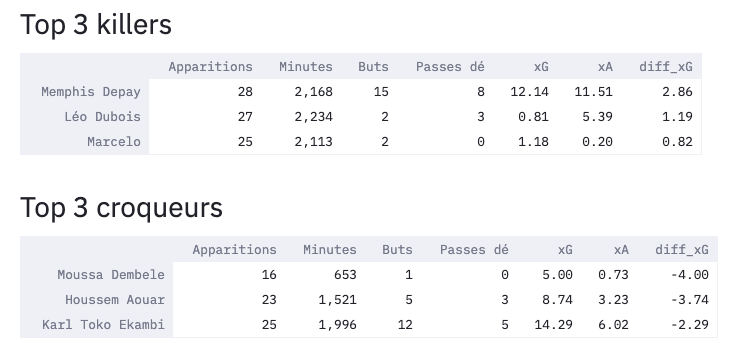 Top 3 killers
Apparitions Minutes Buts Passes dé xG xA diff_xG
Memphis Depay 28 2,168 15 8 12.14 11.51 2.86
Léo Dubois 27 2,234 2 3 0.81 5.39 1.19
Marcelo 25 2,113 2 0 1.18 0.20 0.82
Top 3 croqueurs
Apparitions Minutes Buts Passes dé xG xA diff_xG
Moussa Dembele 16 653 1 0 5.00 0.73 -4.00
Houssem Aouar 23 1,521 5 3 8.74 3.23 -3.74
Karl Toko Ekambi 25 1,996 12 5 14.29 6.02 -2.29